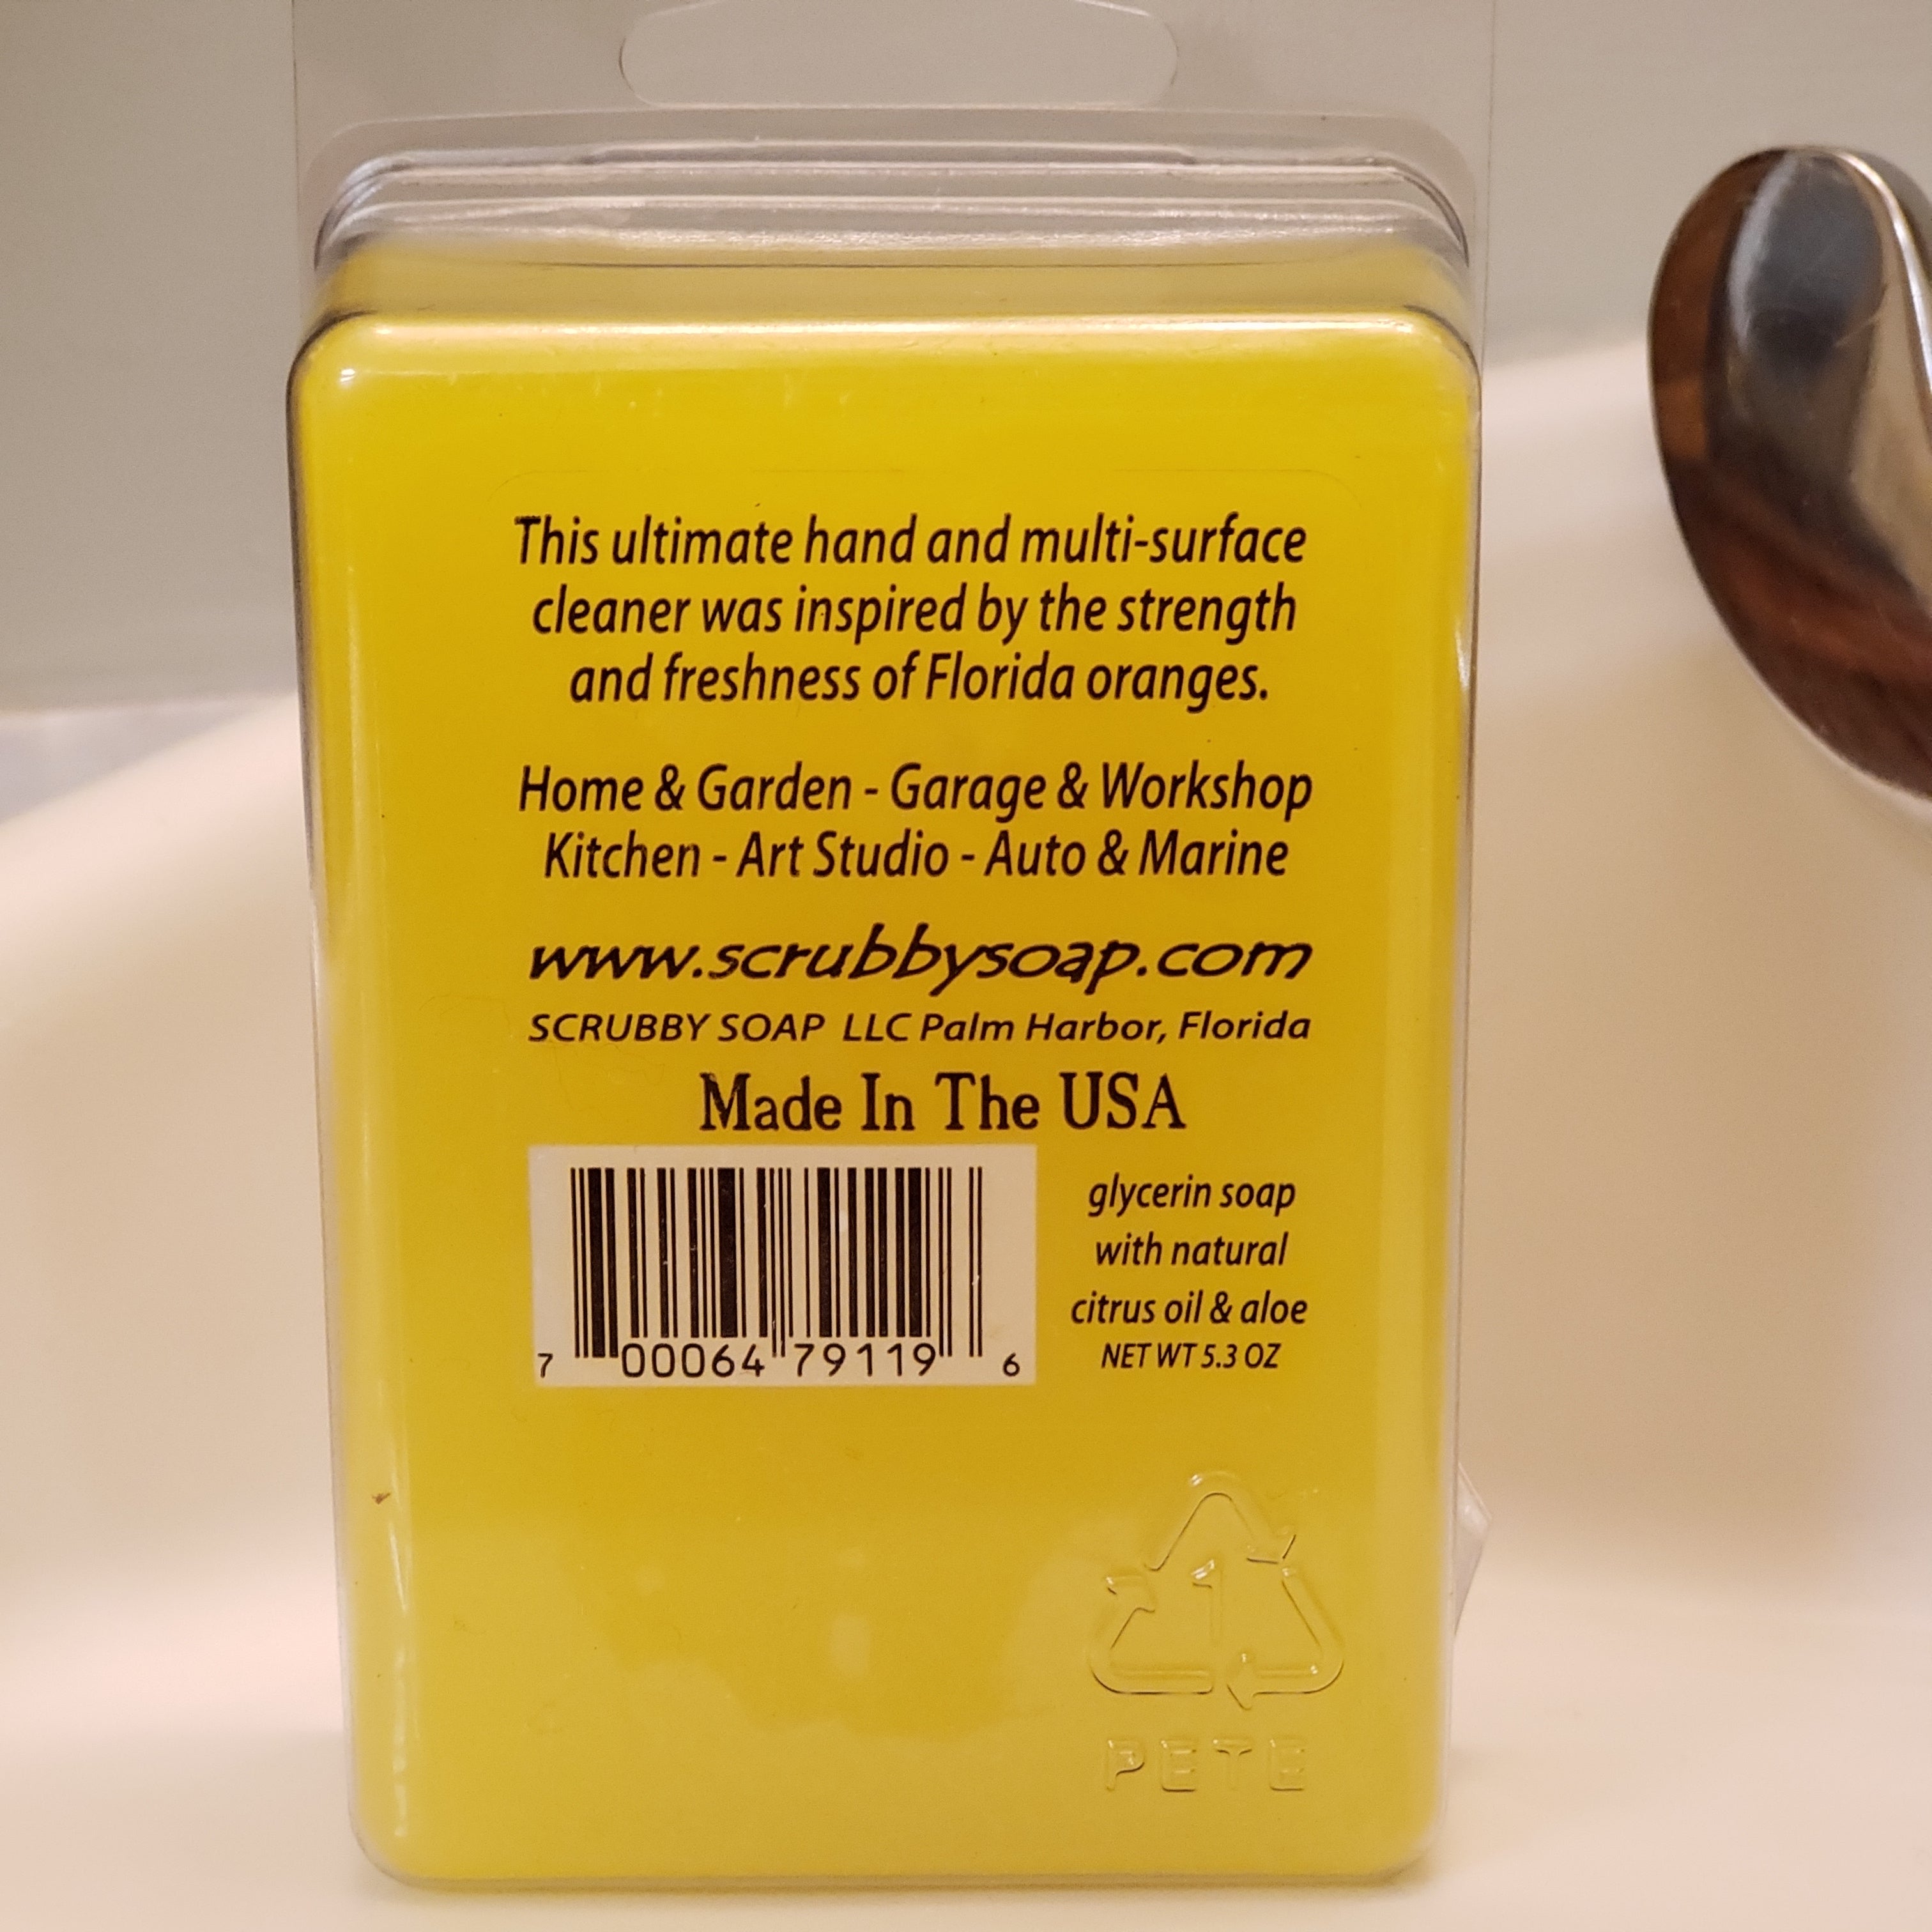 This ultimate hand and multi-surface
cleaner was inspired by the strength
and freshness of Florida oranges.
Home & Garden - Garage & Workshop
Kitchen - Art Studio - Auto & Marine
www.scrubbysoap.com
SCRUBBY SOAP LLC Palm Harbor, Florida
Made In The USA
glycerin soap
with natural
citrus oil & aloe
NET WT 5.3 OZ
7 00064 79119 6
1
PETE